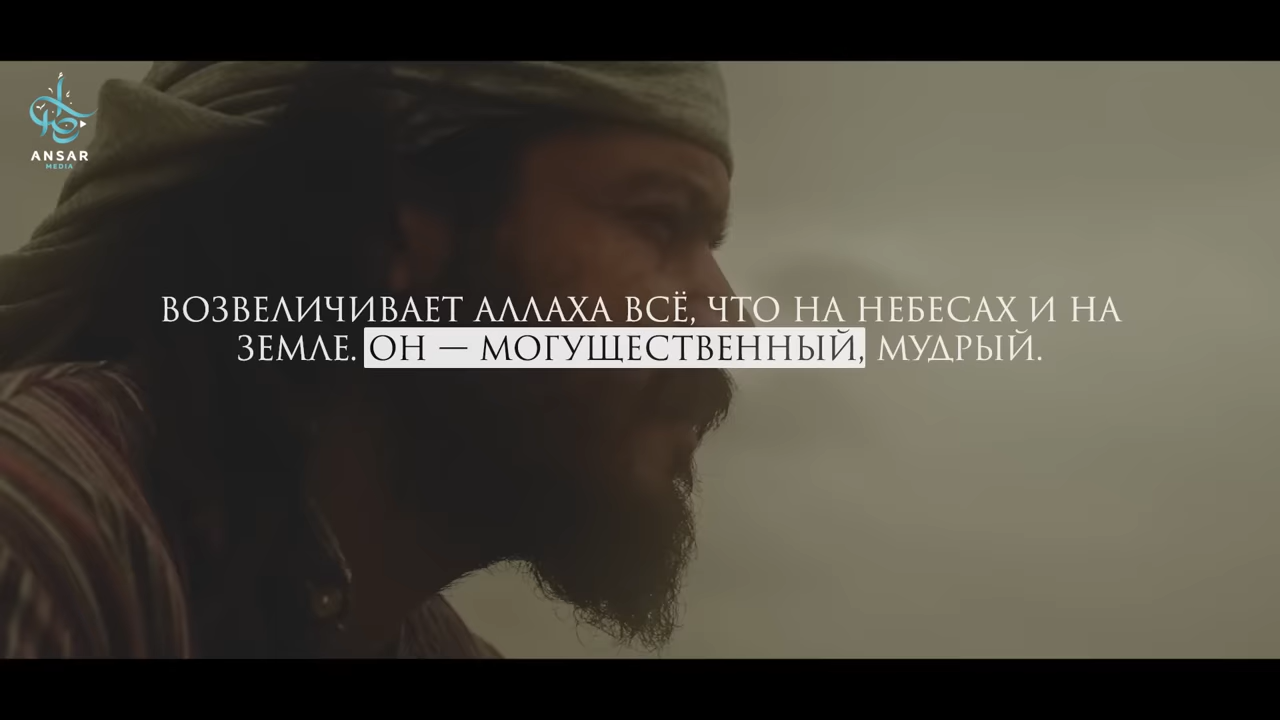 ANSAR
MEDIA
ВОЗВЕЛИЧИВАЕТ АЛЛАХА ВСЁ, ЧТО НА НЕБЕСАХ И НА
ЗЕМЛЕ. ОН — МОГУЩЕСТВЕННЫЙ, МУДРЫЙ.